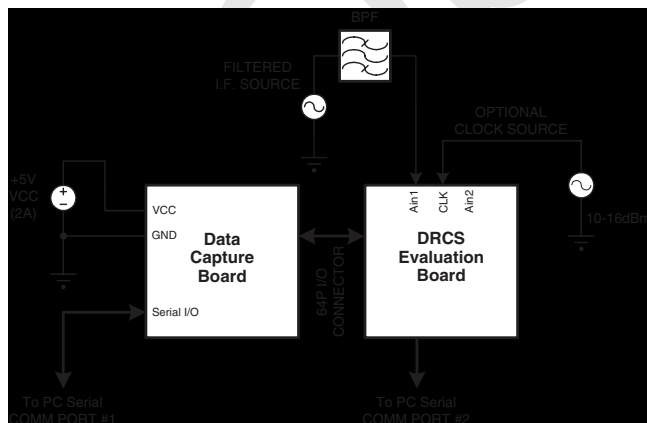 BPF
FILTERED
I.F. SOURCE
OPTIONAL
CLOCK SOURCE
+5V
VCC
(2A)
Ain1
CLK
Ain2
10-16dBm
VCC
GND
Serial I/O
Data
Capture
Board
64P I/O
CONNECTOR
DRCS
Evaluation
Board
To PC Serial
COMM PORT #1
To PC Serial
COMM PORT #2